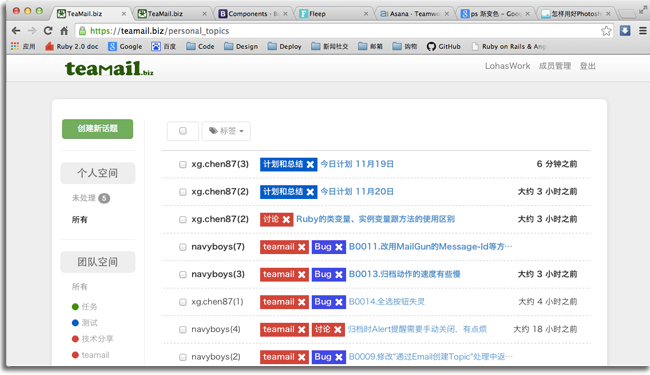 TeaMail.biz
TeaMail.biz
Components · B
Fleep
Asana · Teamw
ps 渐变色 - Goo
怎样用好Photosh
https://teamail.biz/personal_topics
应用 Ruby 2.0 doc Google 百度 Code Design Deploy 新闻社交 邮箱 购物 GitHub Ruby on Rails & Ang
teamail.biz
LohasWork 成员管理 登出
创建新话题
标签
个人空间
未处理 5
所有
团队空间
所有
任务
测试
技术分享
teamail
xg.chen87(3) 计划和总结 ✖ 今日计划 11月19日 6 分钟之前
xg.chen87(2) 计划和总结 ✖ 今日计划 11月20日 大约 3 小时之前
xg.chen87(2) 讨论 ✖ Ruby的类变量、实例变量跟方法的使用区别 大约 3 小时之前
navyboys(7) teamail ✖ Bug ✖ B0011.改用MailGun的Message-Id等方…
navyboys(3) teamail ✖ Bug ✖ B0013.归档动作的速度有些慢 大约 3 小时之前
xg.chen87(1) teamail ✖ Bug ✖ B0014.全选按钮失灵 大约 4 小时之前
navyboys(4) teamail ✖ 讨论 ✖ 归档时Alert提醒需要手动关闭，有点烦 大约 18 小时之前
navyboys(2) teamail ✖ Bug ✖ B0009.修改"通过Email创建Topic"处理中返…